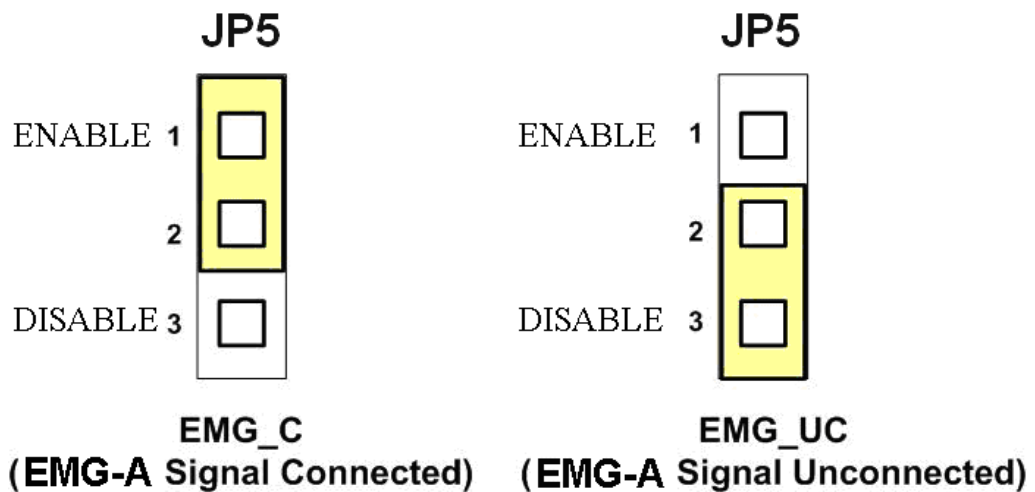 JP5 JP5
ENABLE 1 ENABLE 1
2 2
DISABLE 3 DISABLE 3
EMG_C EMG_UC
(EMG-A Signal Connected) (EMG-A Signal Unconnected)